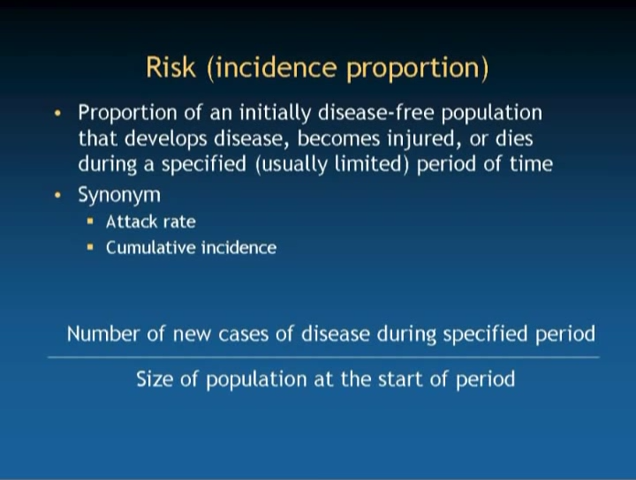 Risk (incidence proportion)
• Proportion of an initially disease-free population
that develops disease, becomes injured, or dies
during a specified (usually limited) period of time
• Synonym
▪ Attack rate
▪ Cumulative incidence
Number of new cases of disease during specified period
Size of population at the start of period